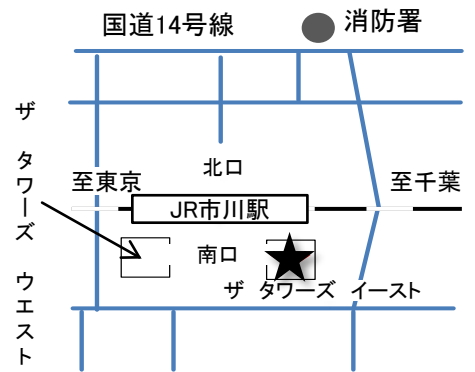 国道14号線
消防署
ザ タワーズ ウエスト
北口
至東京
至千葉
JR市川駅
南口
ザ タワーズ イースト